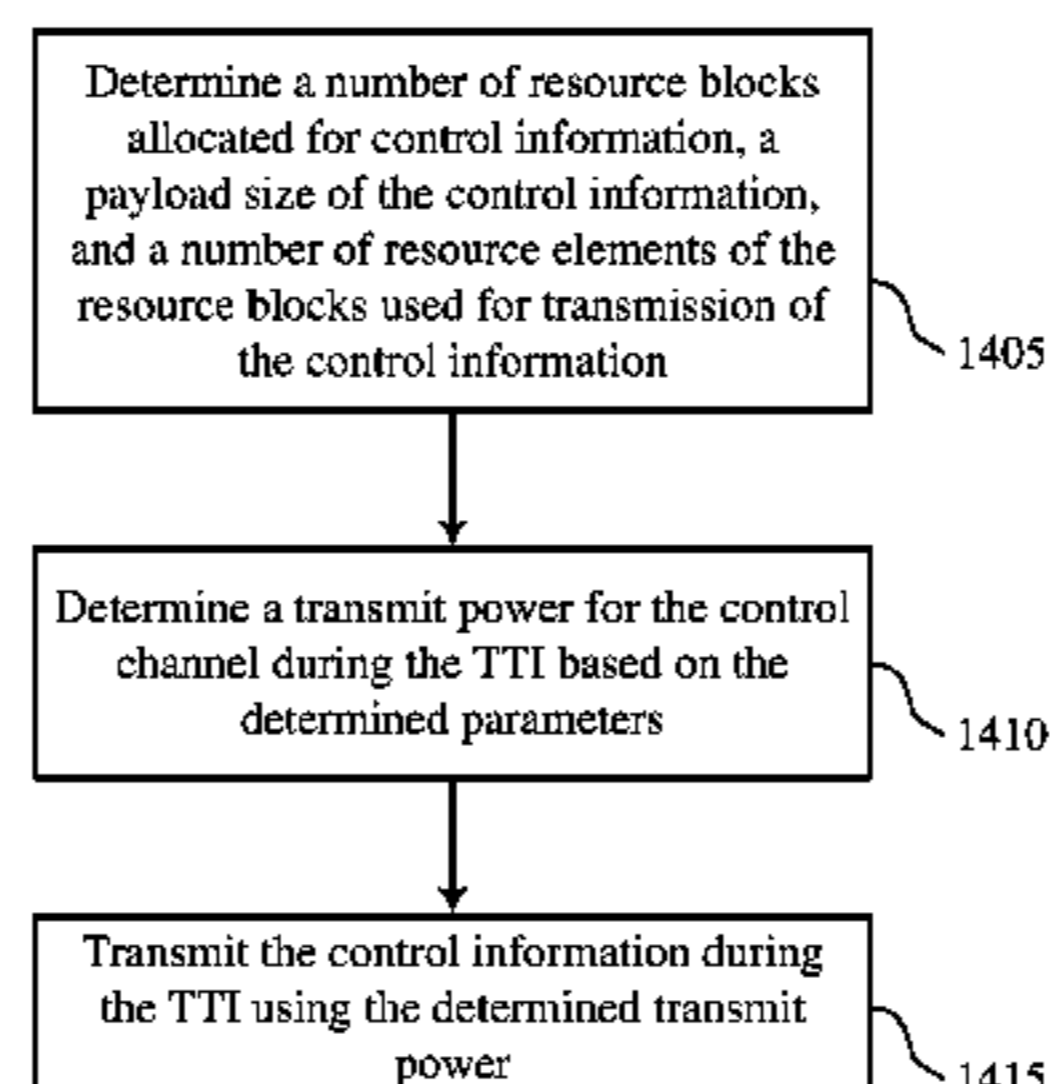 Determine a number of resource blocks
allocated for control information, a
payload size of the control information,
and a number of resource elements of the
resource blocks used for transmission of
the control information
1405
Determine a transmit power for the control
channel during the TTI based on the
determined parameters
1410
Transmit the control information during
the TTI using the determined transmit
power
1415